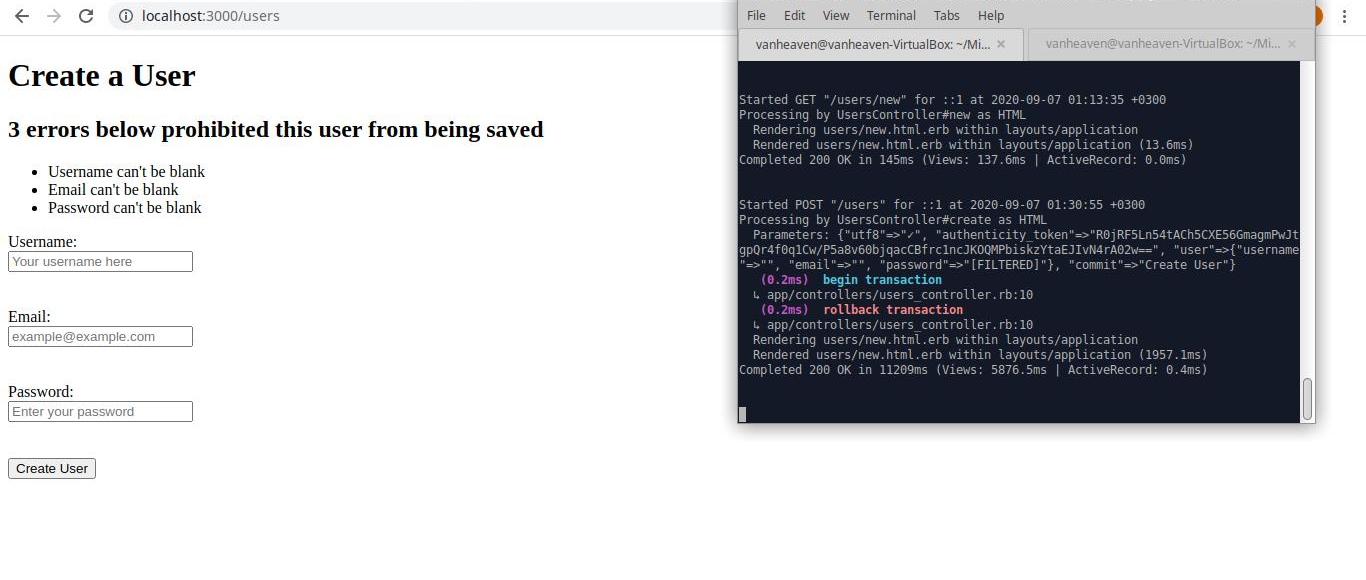 localhost:3000/users
Create a User
3 errors below prohibited this user from being saved
• Username can't be blank
• Email can't be blank
• Password can't be blank
Username:
Your username here
Email:
example@example.com
Password:
Enter your password
Create User
File Edit View Terminal Tabs Help
vanheaven@vanheaven-VirtualBox: ~/Mi... × vanheaven@vanheaven-VirtualBox: ~/Mi... ×
Started GET "/users/new" for ::1 at 2020-09-07 01:13:35 +0300
Processing by UsersController#new as HTML
  Rendering users/new.html.erb within layouts/application
  Rendered users/new.html.erb within layouts/application (13.6ms)
Completed 200 OK in 145ms (Views: 137.6ms | ActiveRecord: 0.0ms)
Started POST "/users" for ::1 at 2020-09-07 01:30:55 +0300
Processing by UsersController#create as HTML
  Parameters: {"utf8"=>"✓", "authenticity_token"=>"R0jRF5Ln54tACh5CXE56GmagmPwJt
gpQr4f0q1Cw/P5a8v60bjqacCBfrc1ncJKOQMPbiskzYtaEJIvN4rA02w==", "user"=>{"username
"=>"", "email"=>"", "password"=>"[FILTERED]"}, "commit"=>"Create User"}
   (0.2ms)  begin transaction
  ↳ app/controllers/users_controller.rb:10
   (0.2ms)  rollback transaction
  ↳ app/controllers/users_controller.rb:10
  Rendering users/new.html.erb within layouts/application
  Rendered users/new.html.erb within layouts/application (1957.1ms)
Completed 200 OK in 11209ms (Views: 5876.5ms | ActiveRecord: 0.4ms)